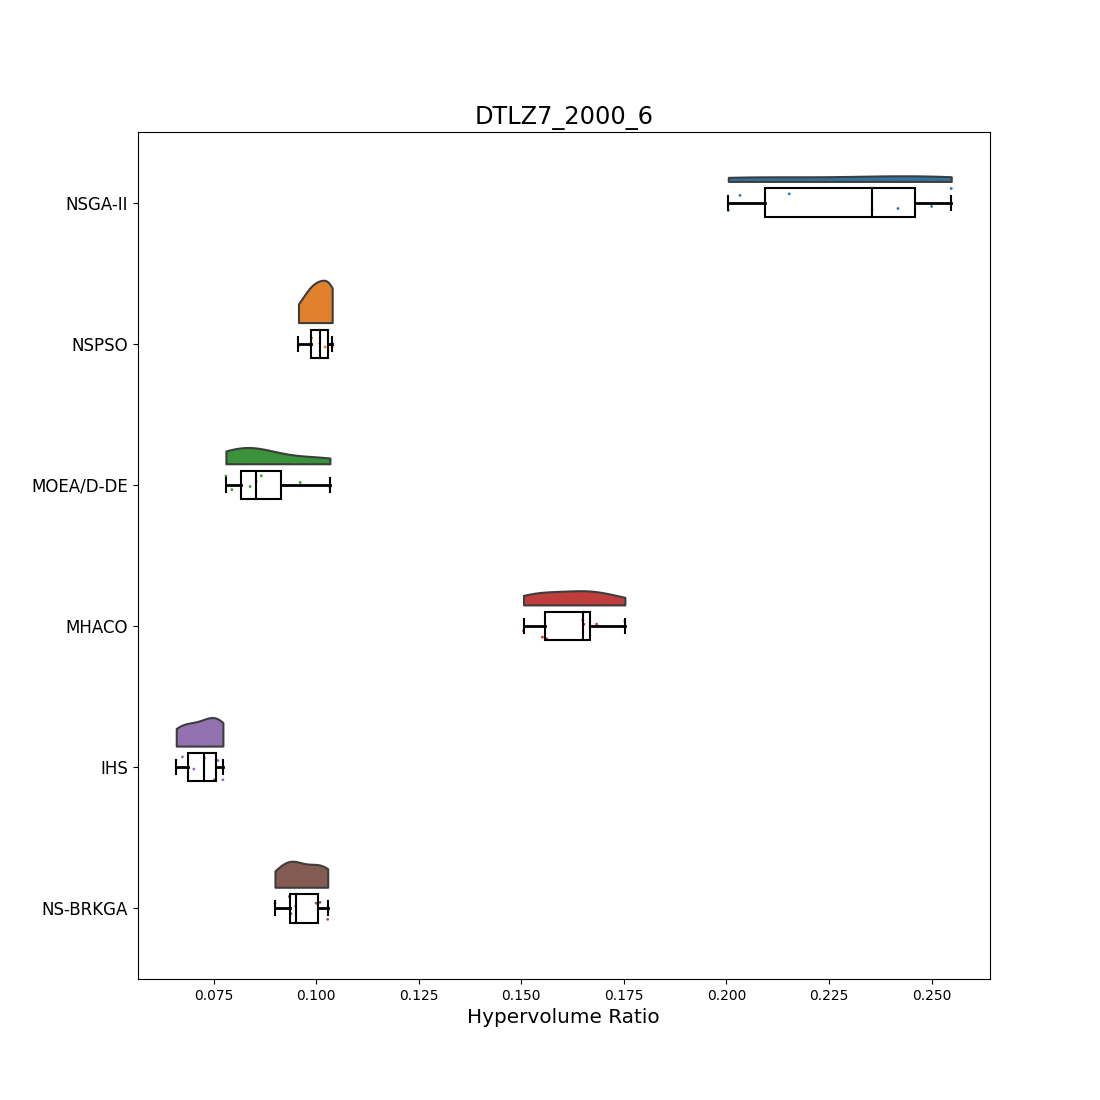 DTLZ7_2000_6
NSGA-II
NSPSO
MOEA/D-DE
MHACO
IHS
NS-BRKGA
0.075 0.100 0.125 0.150 0.175 0.200 0.225 0.250
Hypervolume Ratio